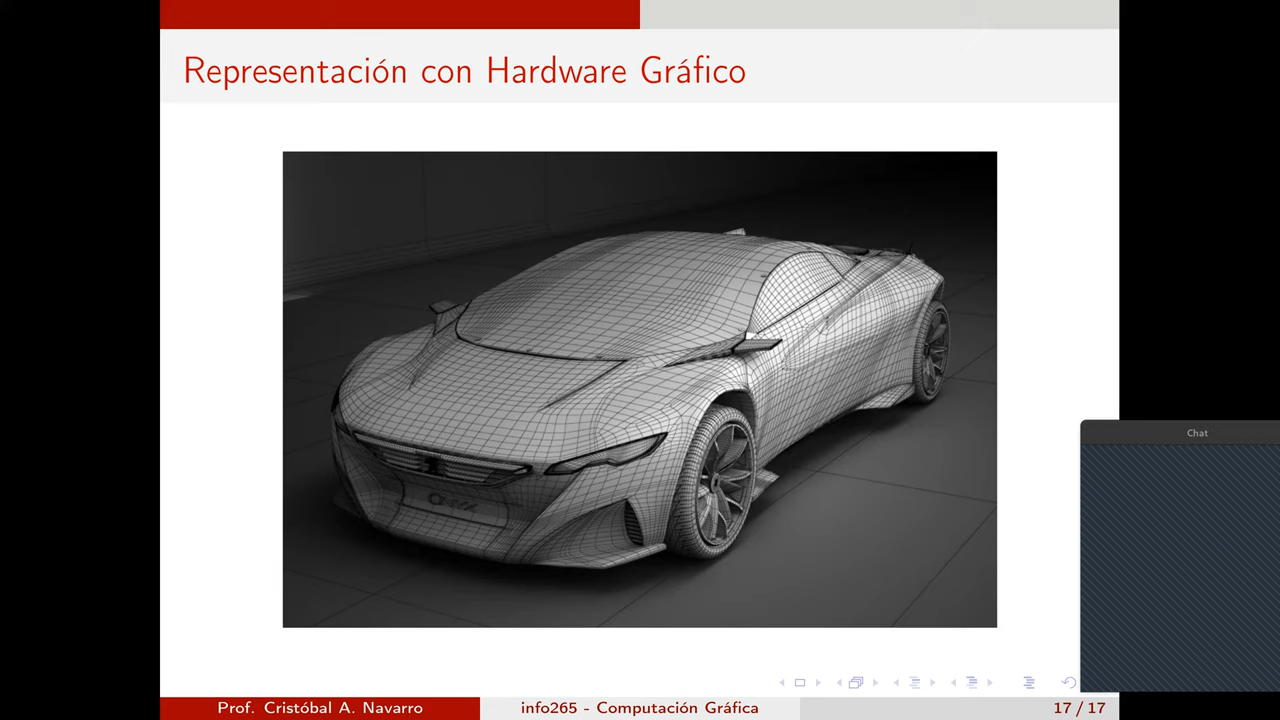 Representación con Hardware Gráfico
Chat
Prof. Cristóbal A. Navarro
info265 - Computación Gráfica
17 / 17